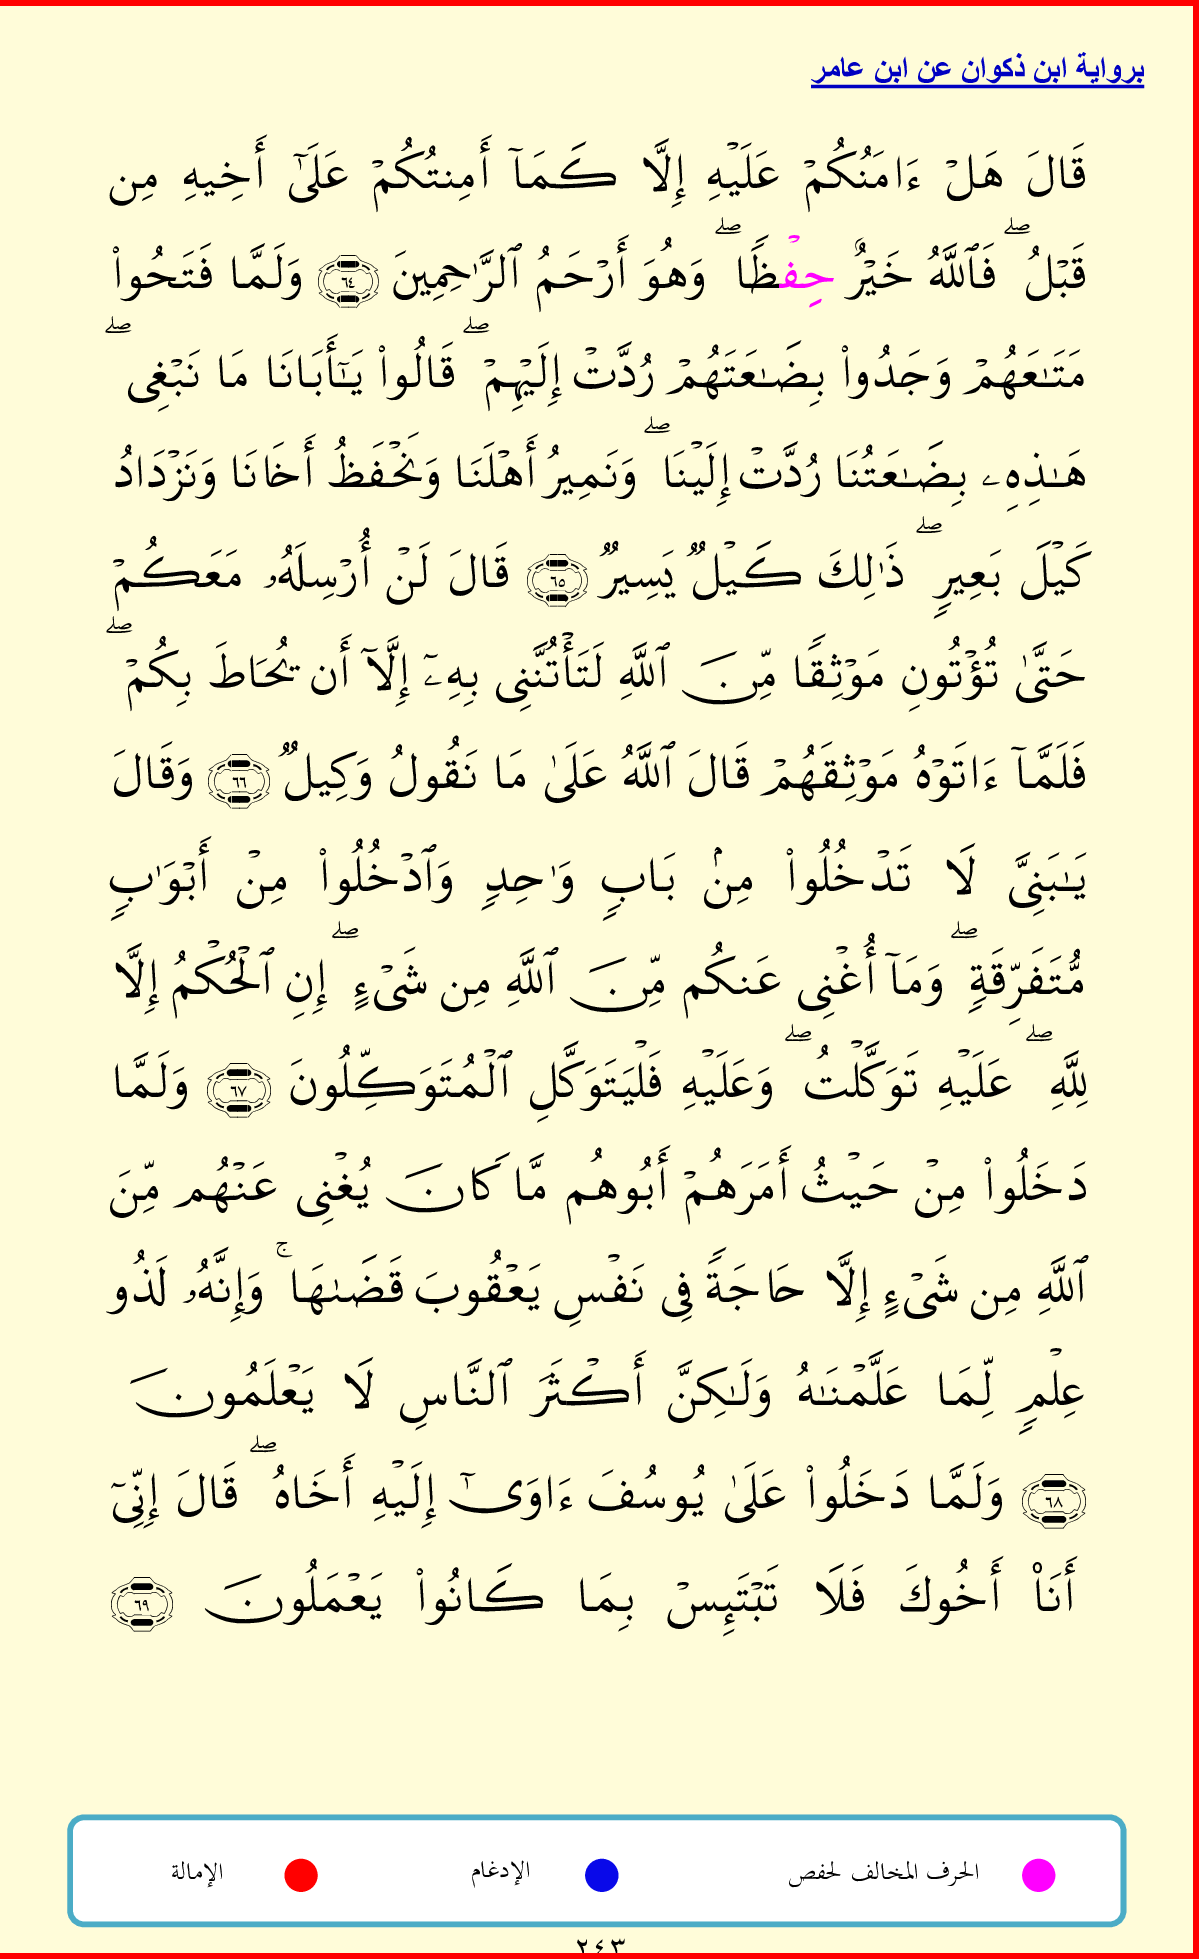 برواية ابن ذكوان عن ابن عامر
قَالَ هَلْ ءَامَنُكُمْ عَلَيْهِ إِلَّا كَمَآ أَمِنتُكُمْ عَلَىٰٓ أَخِيهِ مِن
قَبْلُ ۖ فَٱللَّهُ خَيْرٌ حِفْظًا ۖ وَهُوَ أَرْحَمُ ٱلرَّٰحِمِينَ ٦٤ وَلَمَّا فَتَحُوا۟
مَتَٰعَهُمْ وَجَدُوا۟ بِضَٰعَتَهُمْ رُدَّتْ إِلَيْهِمْ ۖ قَالُوا۟ يَٰٓأَبَانَا مَا نَبْغِى ۖ
هَٰذِهِۦ بِضَٰعَتُنَا رُدَّتْ إِلَيْنَا ۖ وَنَمِيرُ أَهْلَنَا وَنَحْفَظُ أَخَانَا وَنَزْدَادُ
كَيْلَ بَعِيرٍ ۖ ذَٰلِكَ كَيْلٌ يَسِيرٌ ٦٥ قَالَ لَنْ أُرْسِلَهُۥ مَعَكُمْ
حَتَّىٰ تُؤْتُونِ مَوْثِقًا مِّنَ ٱللَّهِ لَتَأْتُنَّنِى بِهِۦٓ إِلَّآ أَن يُحَاطَ بِكُمْ ۖ
فَلَمَّآ ءَاتَوْهُ مَوْثِقَهُمْ قَالَ ٱللَّهُ عَلَىٰ مَا نَقُولُ وَكِيلٌ ٦٦ وَقَالَ
يَٰبَنِىَّ لَا تَدْخُلُوا۟ مِنۢ بَابٍ وَٰحِدٍ وَٱدْخُلُوا۟ مِنْ أَبْوَٰبٍ
مُّتَفَرِّقَةٍ ۖ وَمَآ أُغْنِى عَنكُم مِّنَ ٱللَّهِ مِن شَىْءٍ ۖ إِنِ ٱلْحُكْمُ إِلَّا
لِلَّهِ ۖ عَلَيْهِ تَوَكَّلْتُ ۖ وَعَلَيْهِ فَلْيَتَوَكَّلِ ٱلْمُتَوَكِّلُونَ ٦٧ وَلَمَّا
دَخَلُوا۟ مِنْ حَيْثُ أَمَرَهُمْ أَبُوهُم مَّا كَانَ يُغْنِى عَنْهُم مِّنَ
ٱللَّهِ مِن شَىْءٍ إِلَّا حَاجَةً فِى نَفْسِ يَعْقُوبَ قَضَىٰهَا ۚ وَإِنَّهُۥ لَذُو
عِلْمٍ لِّمَا عَلَّمْنَٰهُ وَلَٰكِنَّ أَكْثَرَ ٱلنَّاسِ لَا يَعْلَمُونَ
٦٨ وَلَمَّا دَخَلُوا۟ عَلَىٰ يُوسُفَ ءَاوَىٰٓ إِلَيْهِ أَخَاهُ ۖ قَالَ إِنِّىٓ
أَنَا۠ أَخُوكَ فَلَا تَبْتَئِسْ بِمَا كَانُوا۟ يَعْمَلُونَ ٦٩
الحرف المخالف لحفص الإدغام الإمالة
٢٤٣